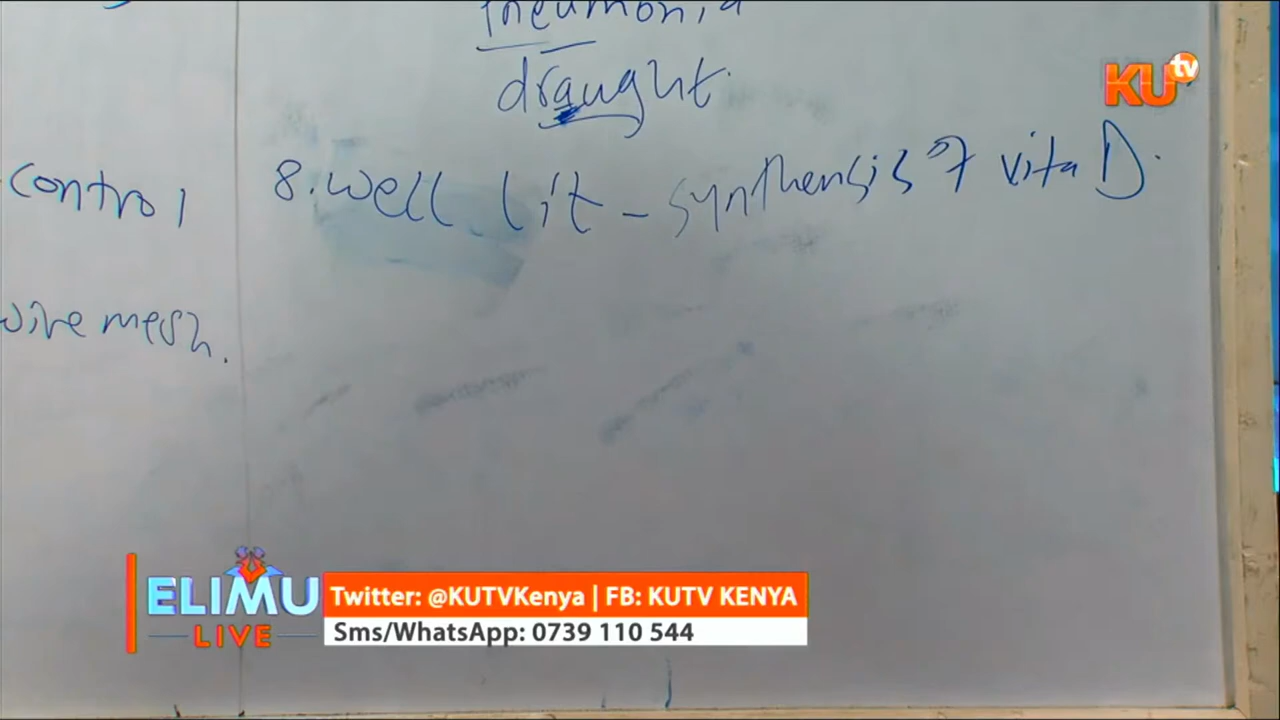 pneumonia
draught.
control
8. well lit - synthensis of vita D.
wire mesh.
KU tv
ELIMU
LIVE
Twitter: @KUTVKenya | FB: KUTV KENYA
Sms/WhatsApp: 0739 110 544